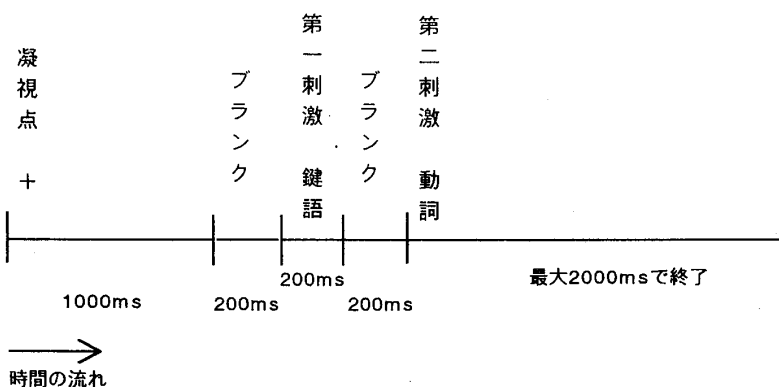 凝視点 +
ブランク
第一刺激 鍵語
ブランク
第二刺激 動詞
1000ms
200ms
200ms
200ms
最大2000msで終了
時間の流れ